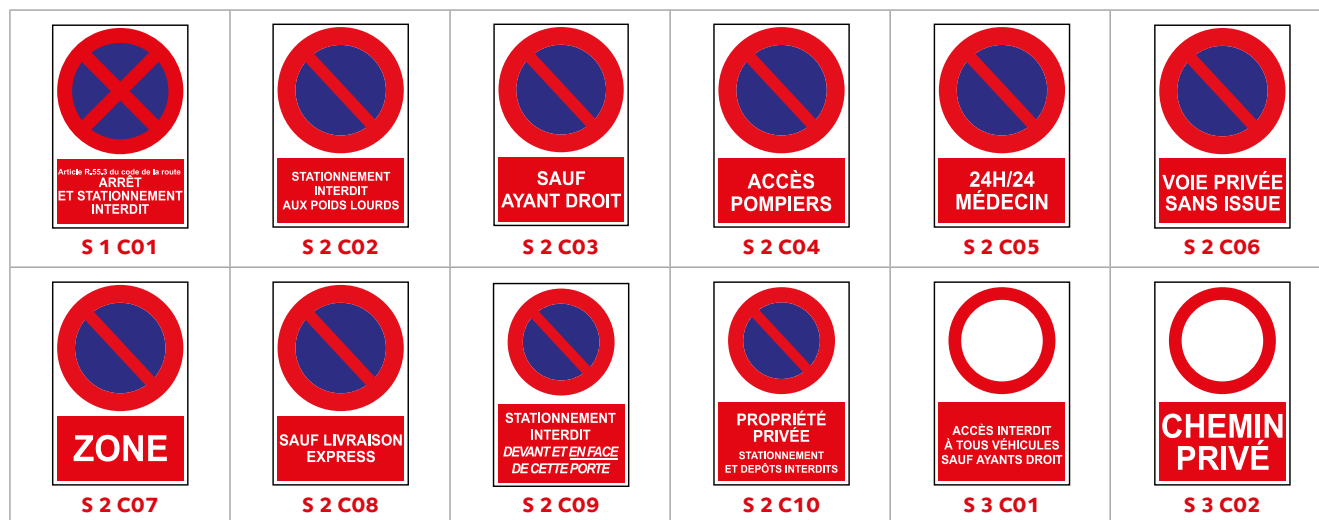 Article R.55.3 du code de la route
ARRÊT
ET STATIONNEMENT
INTERDIT
S 1 C01
STATIONNEMENT
INTERDIT
AUX POIDS LOURDS
S 2 C02
SAUF
AYANT DROIT
S 2 C03
ACCÈS
POMPIERS
S 2 C04
24H/24
MÉDECIN
S 2 C05
VOIE PRIVÉE
SANS ISSUE
S 2 C06
ZONE
S 2 C07
SAUF LIVRAISON
EXPRESS
S 2 C08
STATIONNEMENT
INTERDIT
DEVANT ET EN FACE
DE CETTE PORTE
S 2 C09
PROPRIÉTÉ
PRIVÉE
STATIONNEMENT
ET DEPÔTS INTERDITS
S 2 C10
ACCÈS INTERDIT
À TOUS VÉHICULES
SAUF AYANTS DROIT
S 3 C01
CHEMIN
PRIVÉ
S 3 C02